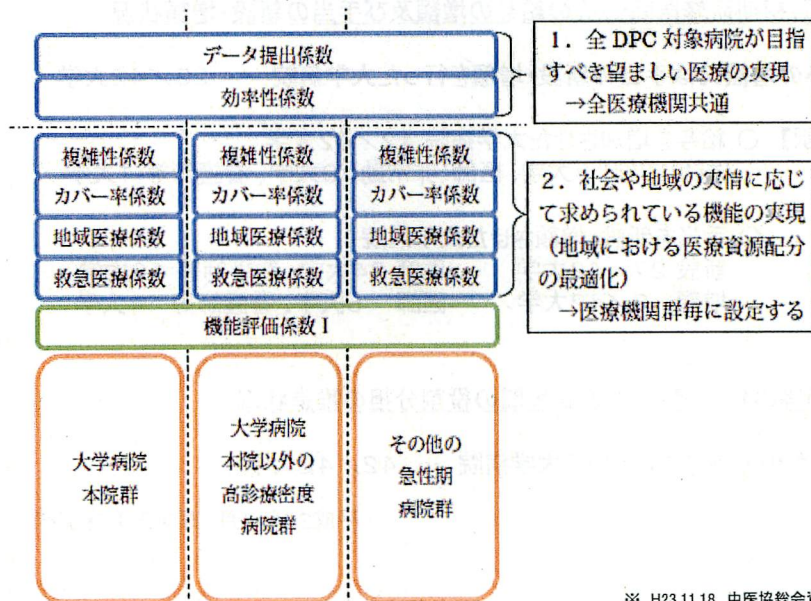 データ提出係数
効率性係数
1．全 DPC 対象病院が目指
すべき望ましい医療の実現
→全医療機関共通
複雑性係数
複雑性係数
複雑性係数
カバー率係数
カバー率係数
カバー率係数
地域医療係数
地域医療係数
地域医療係数
救急医療係数
救急医療係数
救急医療係数
2．社会や地域の実情に応じ
て求められている機能の実現
（地域における医療資源配分
の最適化）
→医療機関群毎に設定する
機能評価係数 I
大学病院
本院群
大学病院
本院以外の
高診療密度
病院群
その他の
急性期
病院群
※ H23.11.18 中医協総会